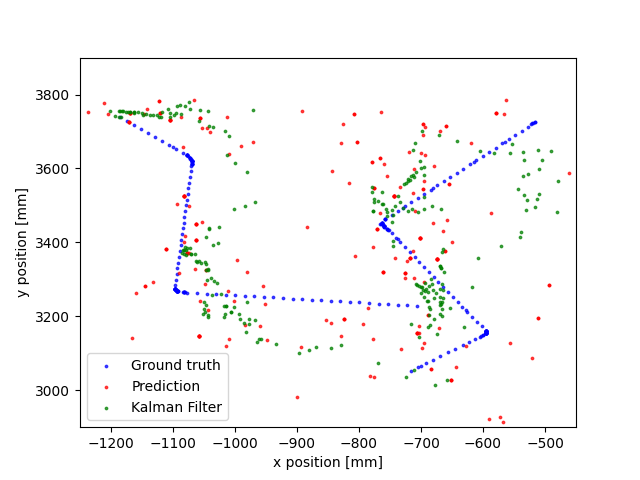 3800
3600
3400
3200
3000
y position [mm]
Ground truth
Prediction
Kalman Filter
−1200 −1100 −1000 −900 −800 −700 −600 −500
x position [mm]